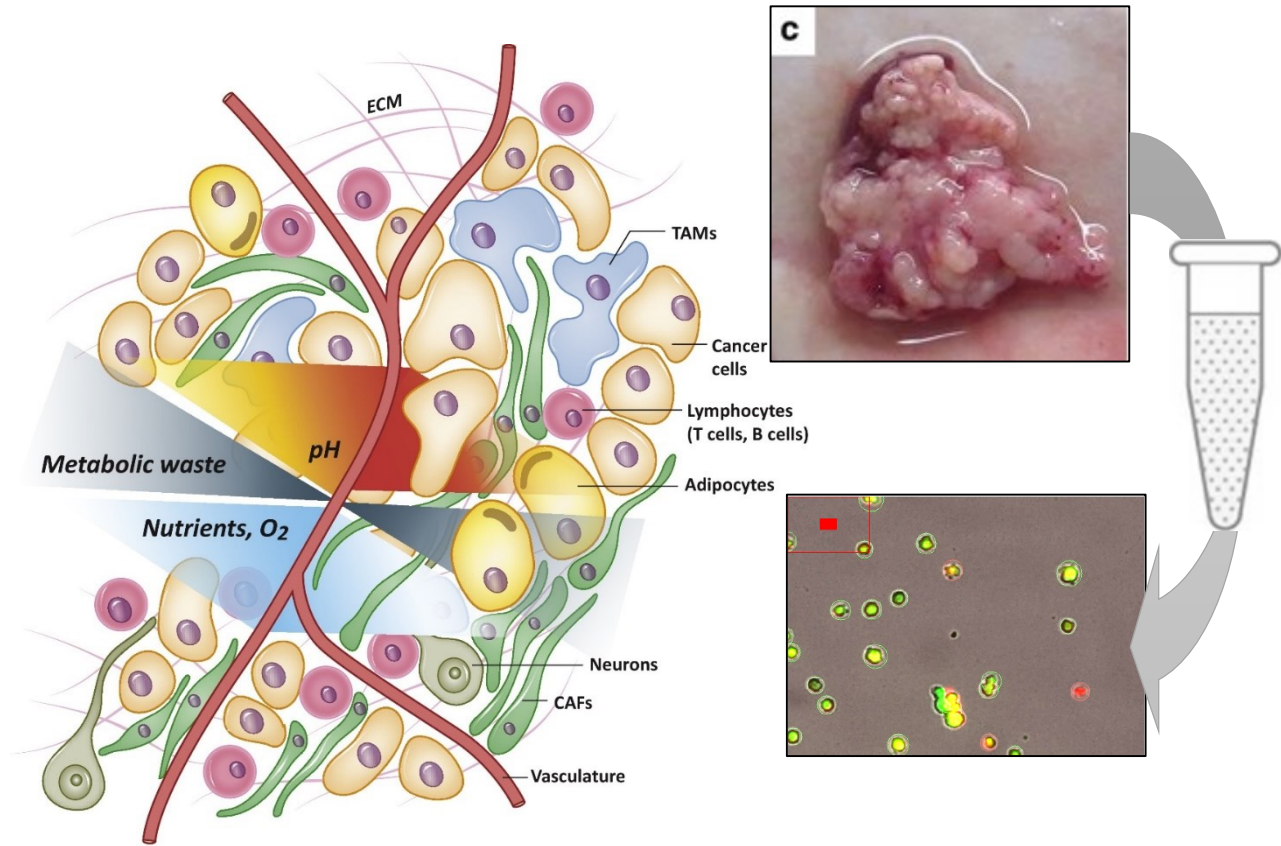 ECM
TAMs
Cancer
cells
Lymphocytes
(T cells, B cells)
Adipocytes
pH
Metabolic waste
Nutrients, O₂
Neurons
CAFs
Vasculature
c